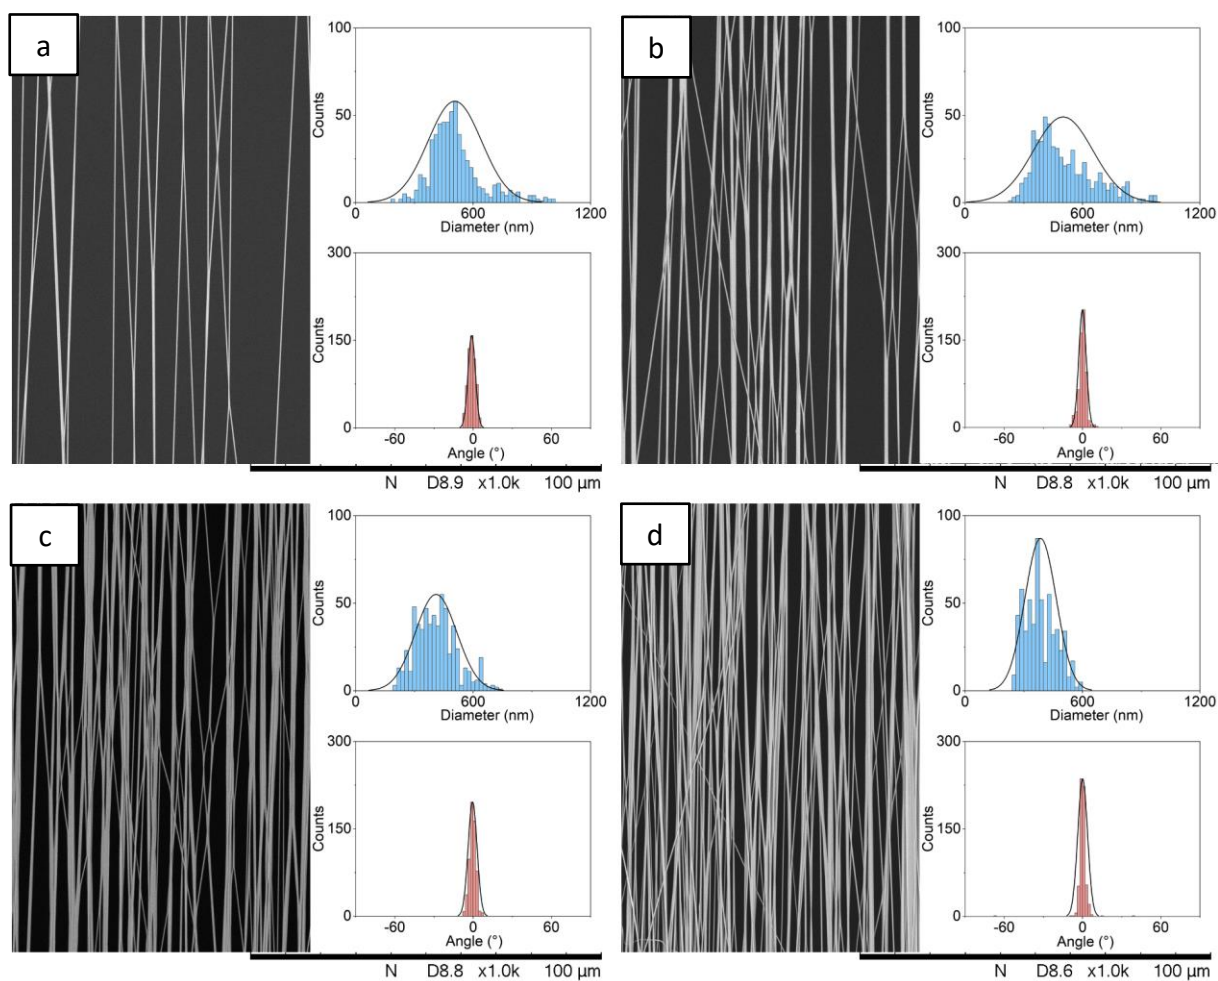 a
100
50
0
Counts
0
600
1200
Diameter (nm)
300
150
0
Counts
-60
0
60
Angle (°)
N D8.9 x1.0k 100 µm
b
100
50
0
Counts
0
600
1200
Diameter (nm)
300
150
0
Counts
-60
0
60
Angle (°)
N D8.8 x1.0k 100 µm
c
100
50
0
Counts
0
600
1200
Diameter (nm)
300
150
0
Counts
-60
0
60
Angle (°)
N D8.8 x1.0k 100 µm
d
100
50
0
Counts
0
600
1200
Diameter (nm)
300
150
0
Counts
-60
0
60
Angle (°)
N D8.6 x1.0k 100 µm